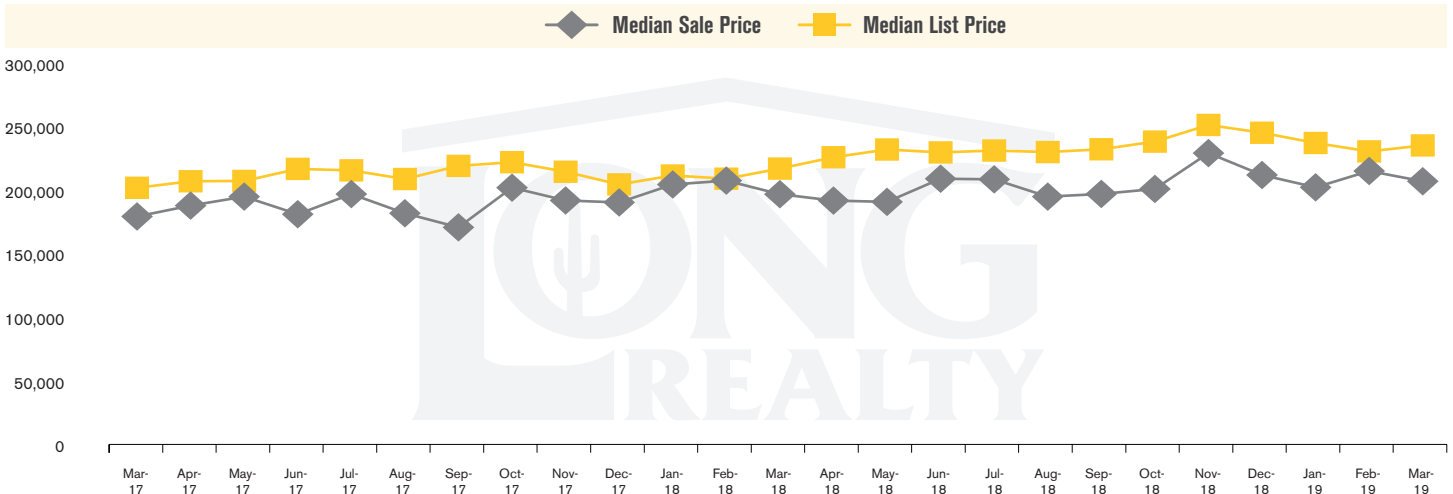 Median Sale Price Median List Price
300,000
250,000
200,000
150,000
100,000
50,000
0
LONG
REALTY
Mar- Apr- May- Jun- Jul- Aug- Sep- Oct- Nov- Dec- Jan- Feb- Mar- Apr- May- Jun- Jul- Aug- Sep- Oct- Nov- Dec- Jan- Feb- Mar-
17 17 17 17 17 17 17 17 17 17 18 18 18 18 18 18 18 18 18 18 18 18 19 19 19